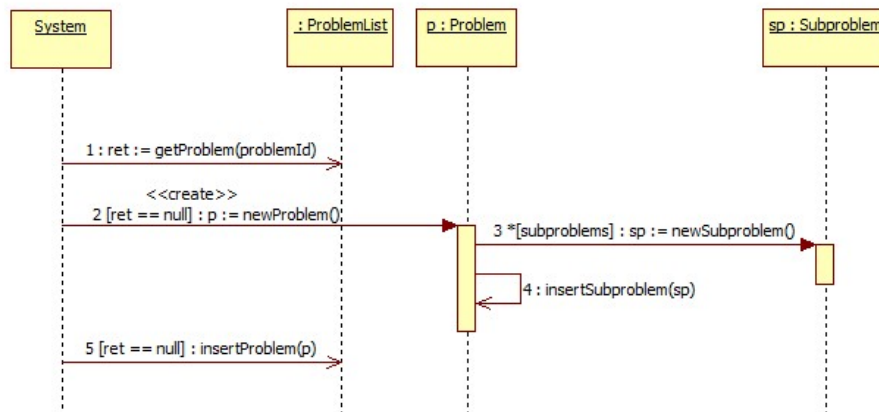 System
: ProblemList
p : Problem
sp : Subproblem
1 : ret := getProblem(problemId)
<<create>>
2 [ret == null] : p := newProblem()
3 *[subproblems] : sp := newSubproblem()
4 : insertSubproblem(sp)
5 [ret == null] : insertProblem(p)